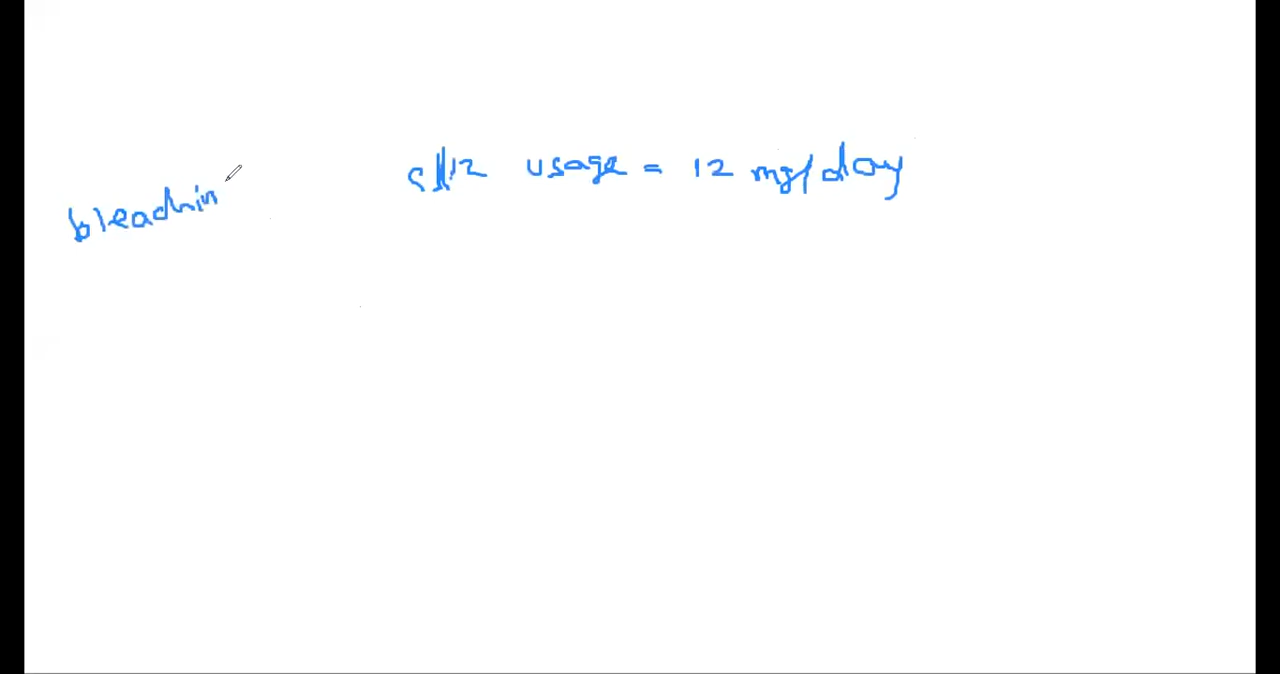 usage = 12 mg/day
bleachin